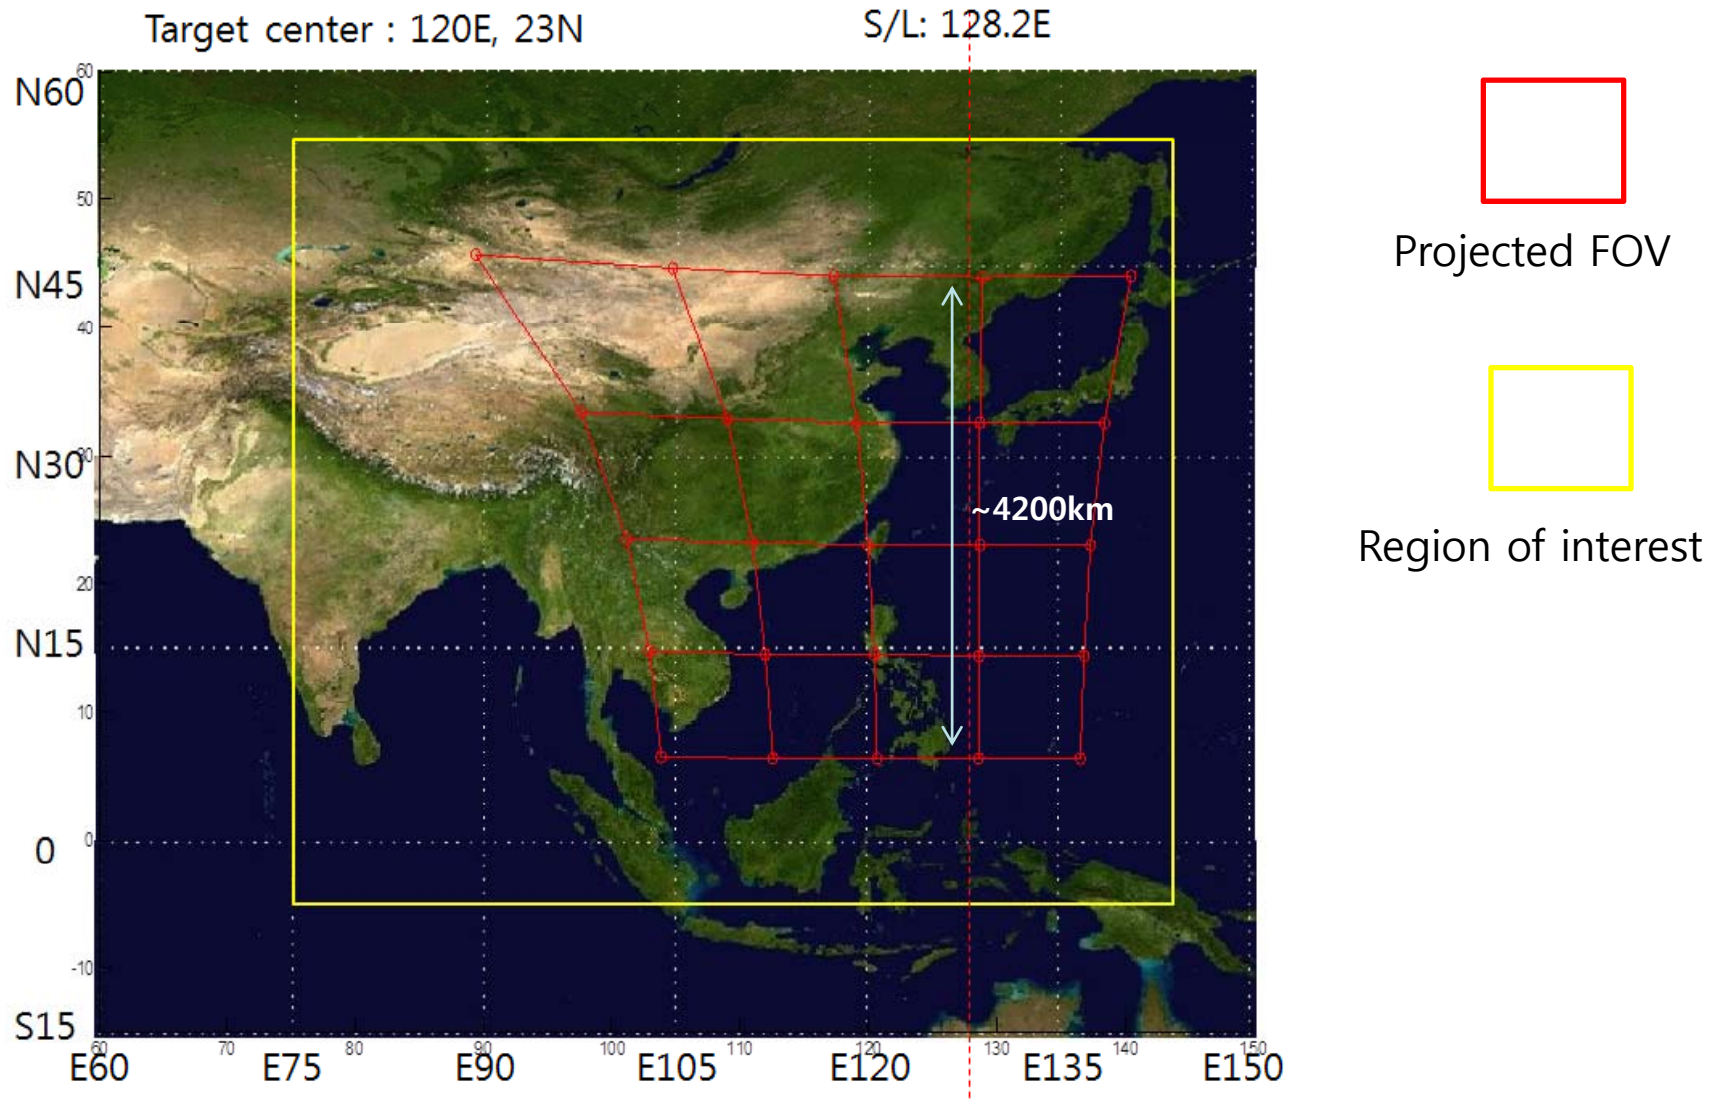 Target center : 120E, 23N
S/L: 128.2E
60
N60
50
N45
40
N30
30
20
N15
10
0
0
-10
S15
60
70
80
90
100
110
120
130
140
150
E60
E75
E90
E105
E120
E135
E150
~4200km
Projected FOV
Region of interest